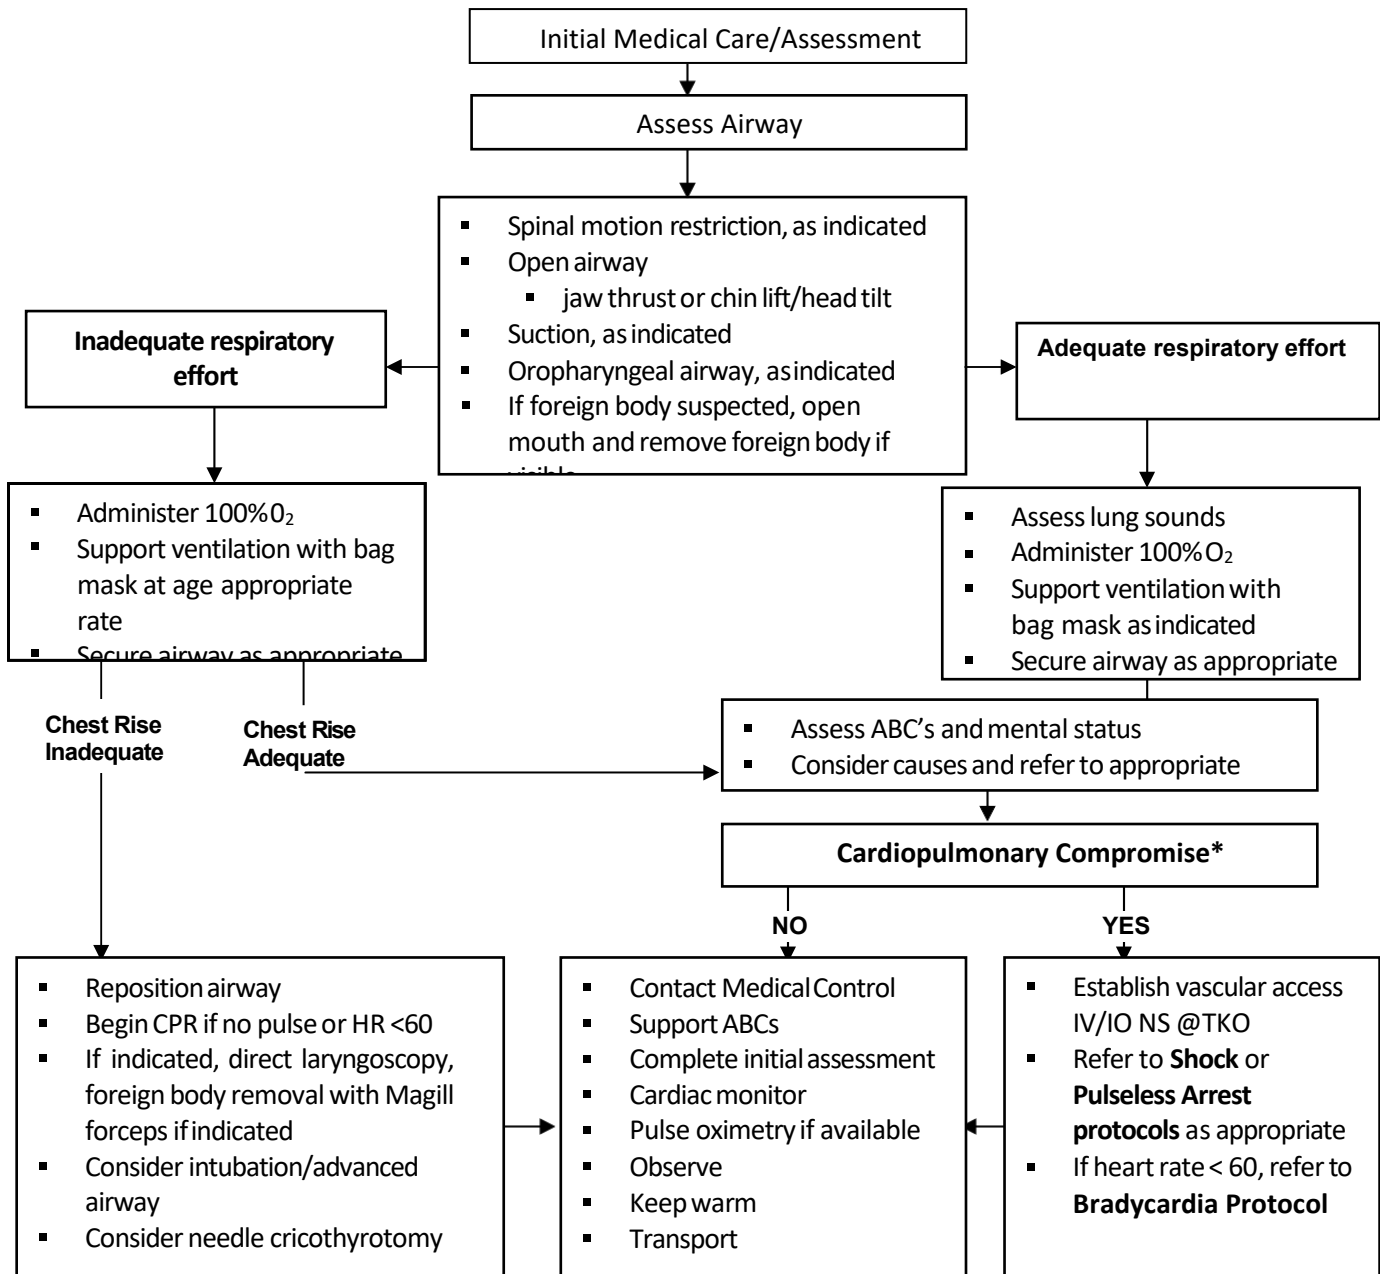 Initial Medical Care/Assessment
Assess Airway
▪ Spinal motion restriction, as indicated
▪ Open airway
▪ jaw thrust or chin lift/head tilt
▪ Suction, as indicated
▪ Oropharyngeal airway, as indicated
▪ If foreign body suspected, open
mouth and remove foreign body if
visible
Inadequate respiratory
effort
Adequate respiratory effort
▪ Administer 100% 0₂
▪ Support ventilation with bag
mask at age appropriate
rate
▪ Secure airway as appropriate
▪ Assess lung sounds
▪ Administer 100% O₂
▪ Support ventilation with
bag mask as indicated
▪ Secure airway as appropriate
Chest Rise
Inadequate
Chest Rise
Adequate
▪ Assess ABC’s and mental status
▪ Consider causes and refer to appropriate
Cardiopulmonary Compromise*
NO
YES
▪ Reposition airway
▪ Begin CPR if no pulse or HR <60
▪ If indicated, direct laryngoscopy,
foreign body removal with Magill
forceps if indicated
▪ Consider intubation/advanced
airway
▪ Consider needle cricothyrotomy
▪ Contact Medical Control
▪ Support ABCs
▪ Complete initial assessment
▪ Cardiac monitor
▪ Pulse oximetry if available
▪ Observe
▪ Keep warm
▪ Transport
▪ Establish vascular access
IV/IO NS @TKO
▪ Refer to Shock or
Pulseless Arrest
protocols as appropriate
▪ If heart rate < 60, refer to
Bradycardia Protocol